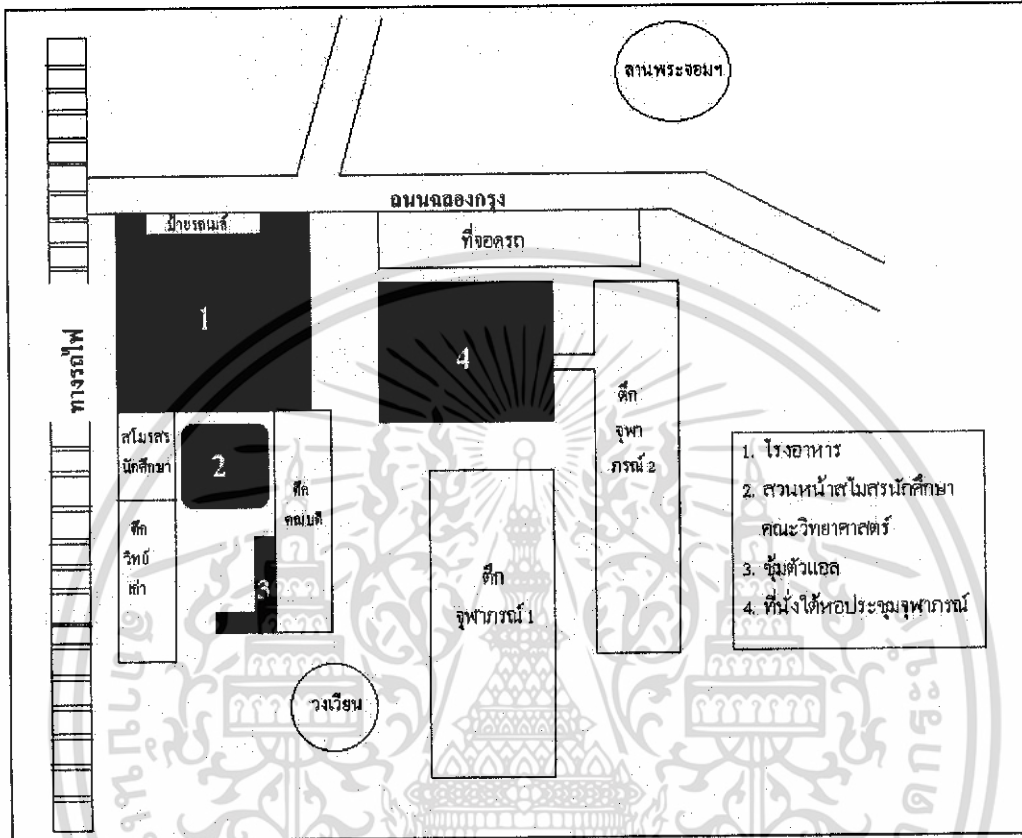 ลานพระจอมฯ
ถนนฉลองกรุง
ป้ายรถเมล์
ที่จอดรถ
1
4
ทางรถไฟ
ตึก
จุฬา
ภรณ์ 2
สโมสร
นักศึกษา
2
ตึก
คณบดี
ตึก
วิทย์
เก่า
3
ตึก
จุฬาภรณ์ 1
วงเวียน
1. โรงอาหาร
2. สวนหน้าสโมสรนักศึกษา
คณะวิทยาศาสตร์
3. ซุ้มตัวแอล
4. ที่นั่งใต้หอประชุมจุฬาภรณ์